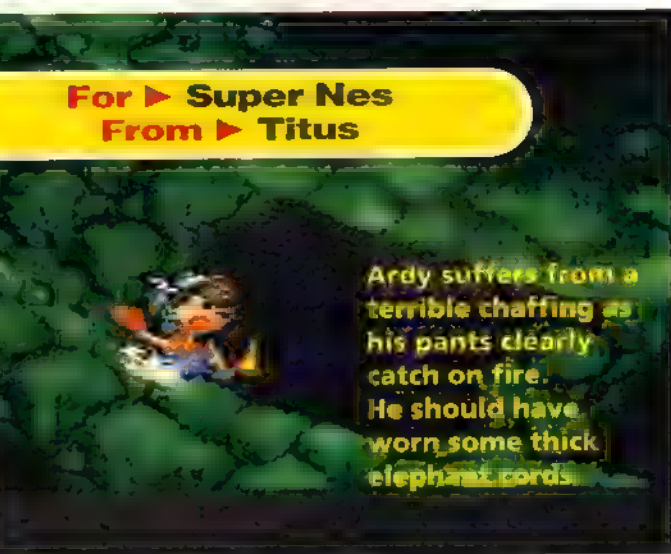 For ▶ Super Nes
From ▶ Titus
Ardy suffers from a
terrible chaffing as
his pants clearly
catch on fire.
He should have
worn some thick
elephant cords